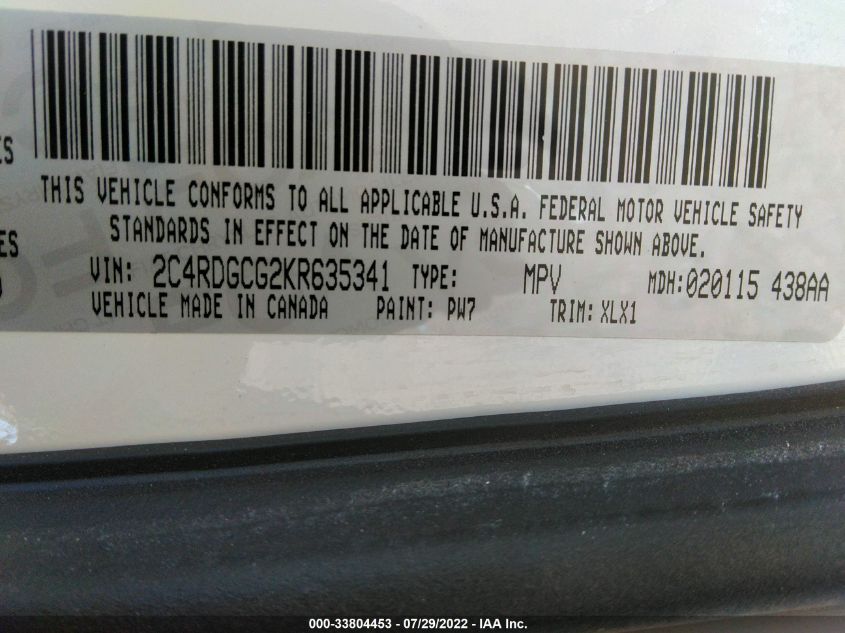 THIS VEHICLE CONFORMS TO ALL APPLICABLE U.S.A. FEDERAL MOTOR VEHICLE SAFETY
STANDARDS IN EFFECT ON THE DATE OF MANUFACTURE SHOWN ABOVE.
VIN: 2C4RDGCG2KR635341 TYPE: MPV MDH:020115 438AA
VEHICLE MADE IN CANADA PAINT: PW7 TRIM: XLX1
000-33804453 - 07/29/2022 - IAA Inc.